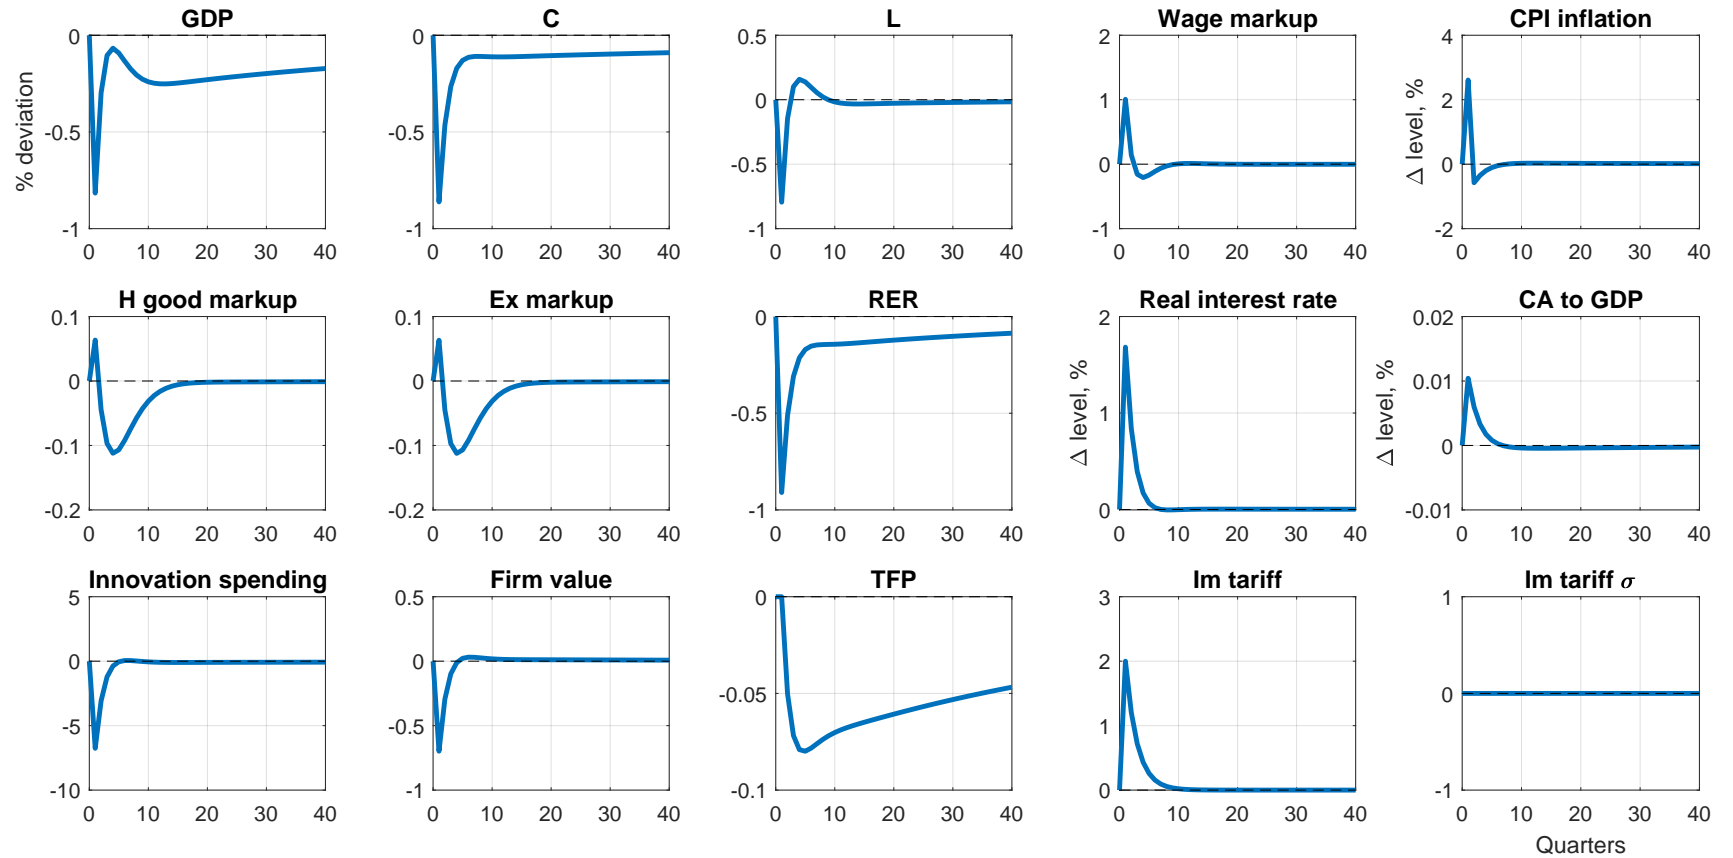 GDP
C
L
Wage markup
CPI inflation
% deviation
0
-0.5
-1
0 10 20 30 40
0
-0.5
-1
0 10 20 30 40
0.5
0
-0.5
-1
0 10 20 30 40
2
1
0
-1
0 10 20 30 40
Δ level, %
4
2
0
-2
0 10 20 30 40
H good markup
Ex markup
RER
Real interest rate
CA to GDP
0.1
0
-0.1
-0.2
0 10 20 30 40
0.1
0
-0.1
-0.2
0 10 20 30 40
0
-0.5
-1
0 10 20 30 40
Δ level, %
2
1
0
0 10 20 30 40
Δ level, %
0.02
0.01
0
-0.01
0 10 20 30 40
Innovation spending
Firm value
TFP
Im tariff
Im tariff σ
5
0
-5
-10
0 10 20 30 40
0.5
0
-0.5
-1
0 10 20 30 40
0
-0.05
-0.1
0 10 20 30 40
3
2
1
0
0 10 20 30 40
1
0
-1
0 10 20 30 40
Quarters